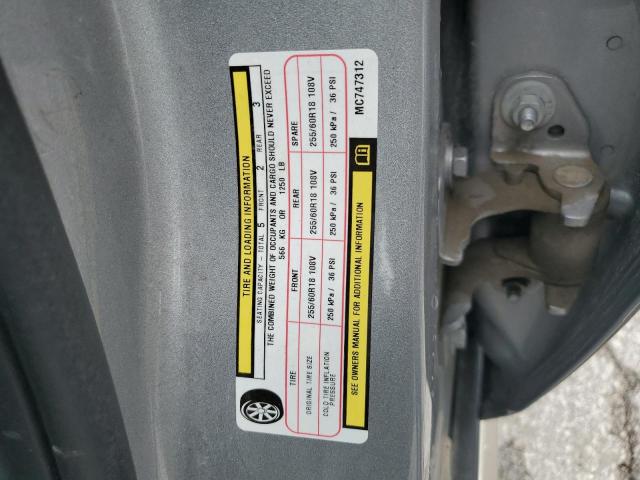 TIRE AND LOADING INFORMATION
SEATING CAPACITY - TOTAL 5 FRONT 2 REAR 3
THE COMBINED WEIGHT OF OCCUPANTS AND CARGO SHOULD NEVER EXCEED
566 KG OR 1250 LB
TIRE FRONT REAR SPARE
ORIGINAL TIRE SIZE 255/60R18 108V 255/60R18 108V 255/60R18 108V
COLD TIRE INFLATION
PRESSURE 250 kPa / 36 PSI 250 kPa / 36 PSI 250 kPa / 36 PSI
SEE OWNERS MANUAL FOR ADDITIONAL INFORMATION
MC747312